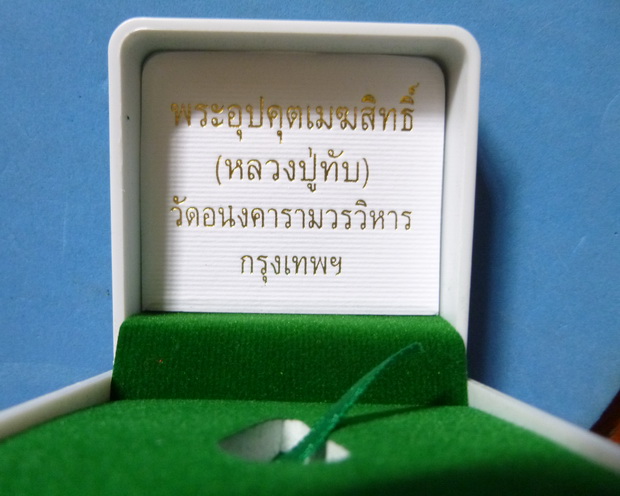 พระอุปคุตเมฆสิทธิ์
(หลวงปู่ทับ)
วัดอนงคารามวรวิหาร
กรุงเทพฯ